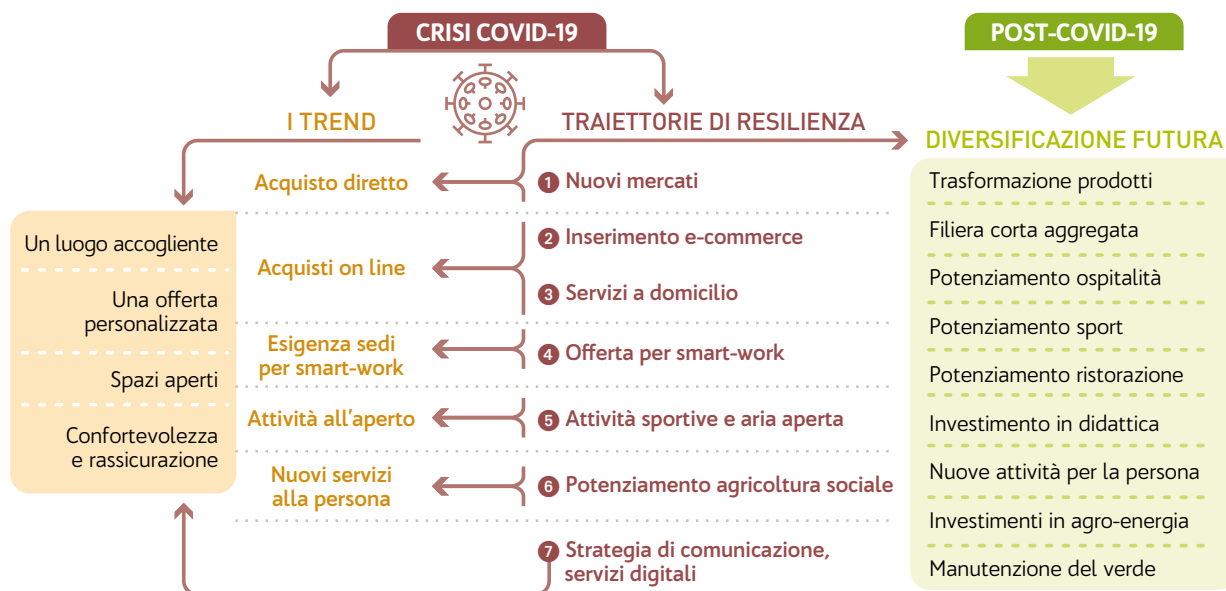 CRISI COVID-19
POST-COVID-19
I TREND
TRAIETTORIE DI RESILIENZA
DIVERSIFICAZIONE FUTURA
Un luogo accogliente
Una offerta
personalizzata
Spazi aperti
Confortevolezza
e rassicurazione
Acquisto diretto
1 Nuovi mercati
Acquisti on line
2 Inserimento e-commerce
3 Servizi a domicilio
Esigenza sedi
per smart-work
4 Offerta per smart-work
Attività all'aperto
5 Attività sportive e aria aperta
Nuovi servizi
alla persona
6 Potenziamento agricoltura sociale
7 Strategia di comunicazione,
servizi digitali
Trasformazione prodotti
Filiera corta aggregata
Potenziamento ospitalità
Potenziamento sport
Potenziamento ristorazione
Investimento in didattica
Nuove attività per la persona
Investimenti in agro-energia
Manutenzione del verde